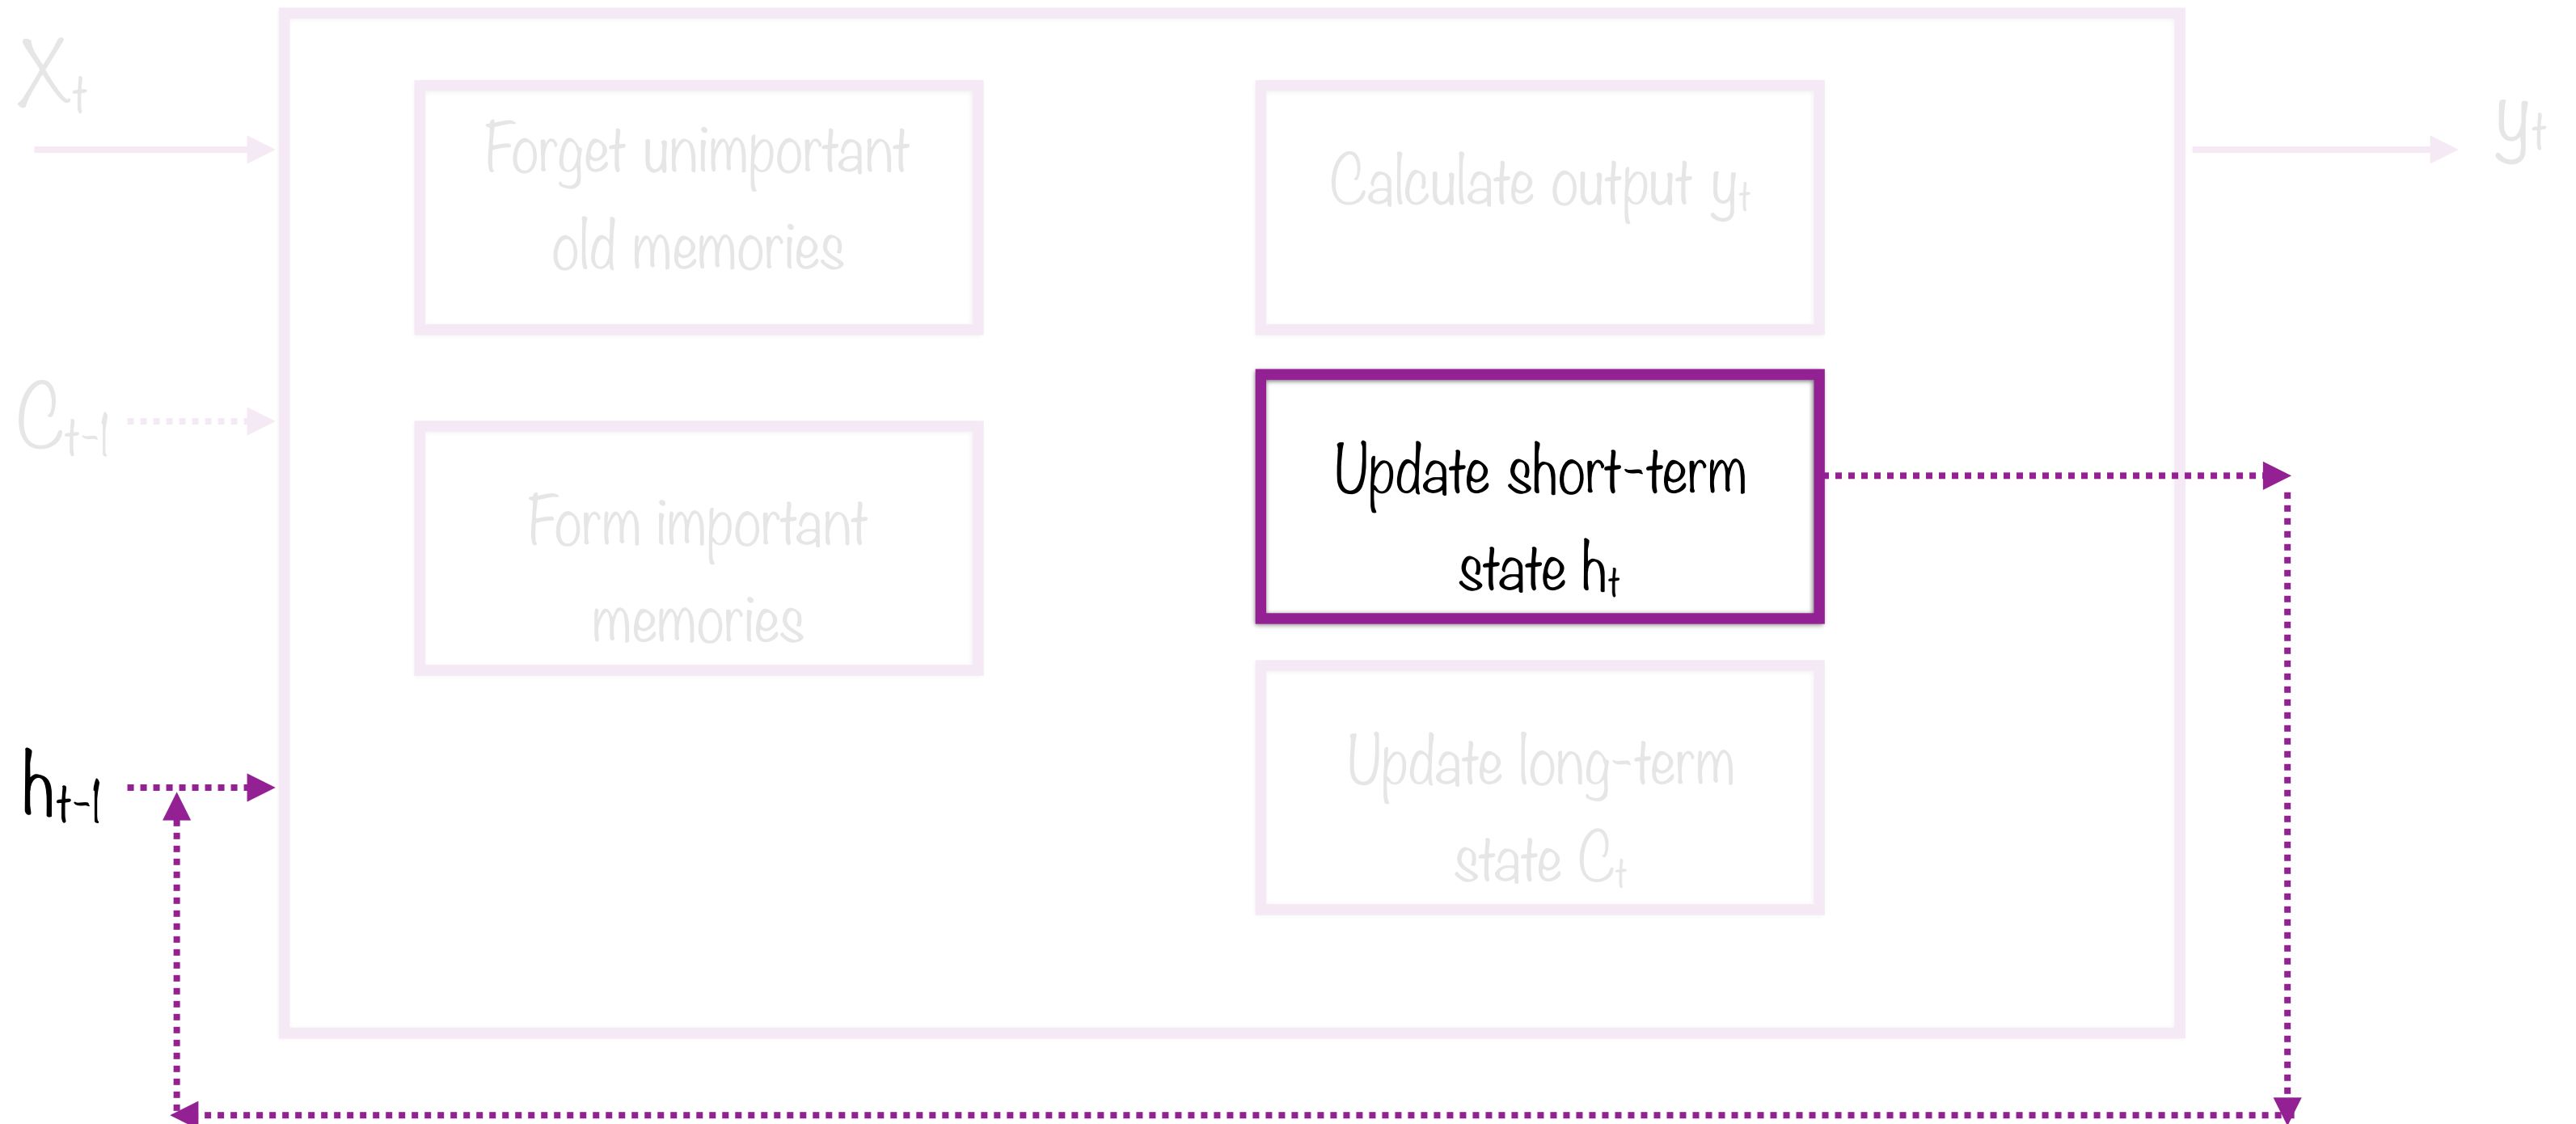 Xt
Forget unimportant
old memories
Calculate output yt
yt
Ct-1
Form important
memories
Update short-term
state ht
ht-1
Update long-term
state Ct